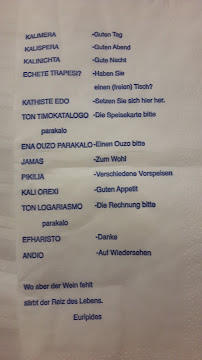 KALIMERA -Guten Tag
KALISPERA -Guten Abend
KALINICHTA -Gute Nacht
ECHETE TRAPESI? -Haben Sie
einen (freien) Tisch?
KATHISTE EDO -Setzen Sie sich hier her.
TON TIMOKATALOGO -Die Speisekarte bitte
parakalo
ENA OUZO PARAKALO -Einen Ouzo bitte
JAMAS -Zum Wohl
PIKILIA -Verschiedene Vorspeisen
KALI OREXI -Guten Appetit
TON LOGARIASMO -Die Rechnung bitte
parakalo
EFHARISTO -Danke
ANDIO -Auf Wiedersehen
Wo aber der Wein fehlt
stirbt der Reiz des Lebens.
Euripides